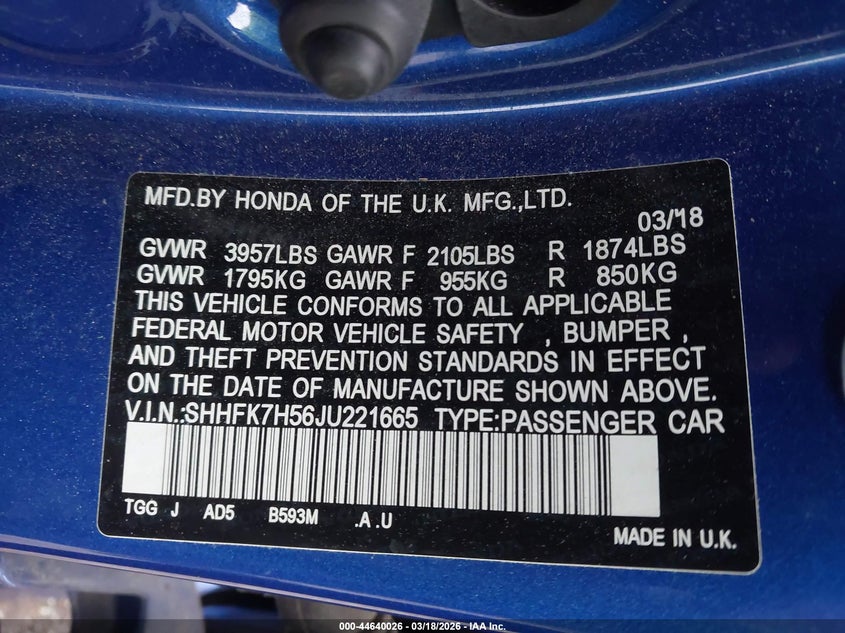 MFD.BY HONDA OF THE U.K. MFG.,LTD.
03/18
GVWR 3957LBS GAWR F 2105LBS R 1874LBS
GVWR 1795KG GAWR F 955KG R 850KG
THIS VEHICLE CONFORMS TO ALL APPLICABLE
FEDERAL MOTOR VEHICLE SAFETY , BUMPER ,
AND THEFT PREVENTION STANDARDS IN EFFECT
ON THE DATE OF MANUFACTURE SHOWN ABOVE.
V.I.N.:SHHFK7H56JU221665 TYPE:PASSENGER CAR
TGG J AD5 B593M .A .U
MADE IN U.K.
000-44640026 - 03/18/2026 - IAA Inc.